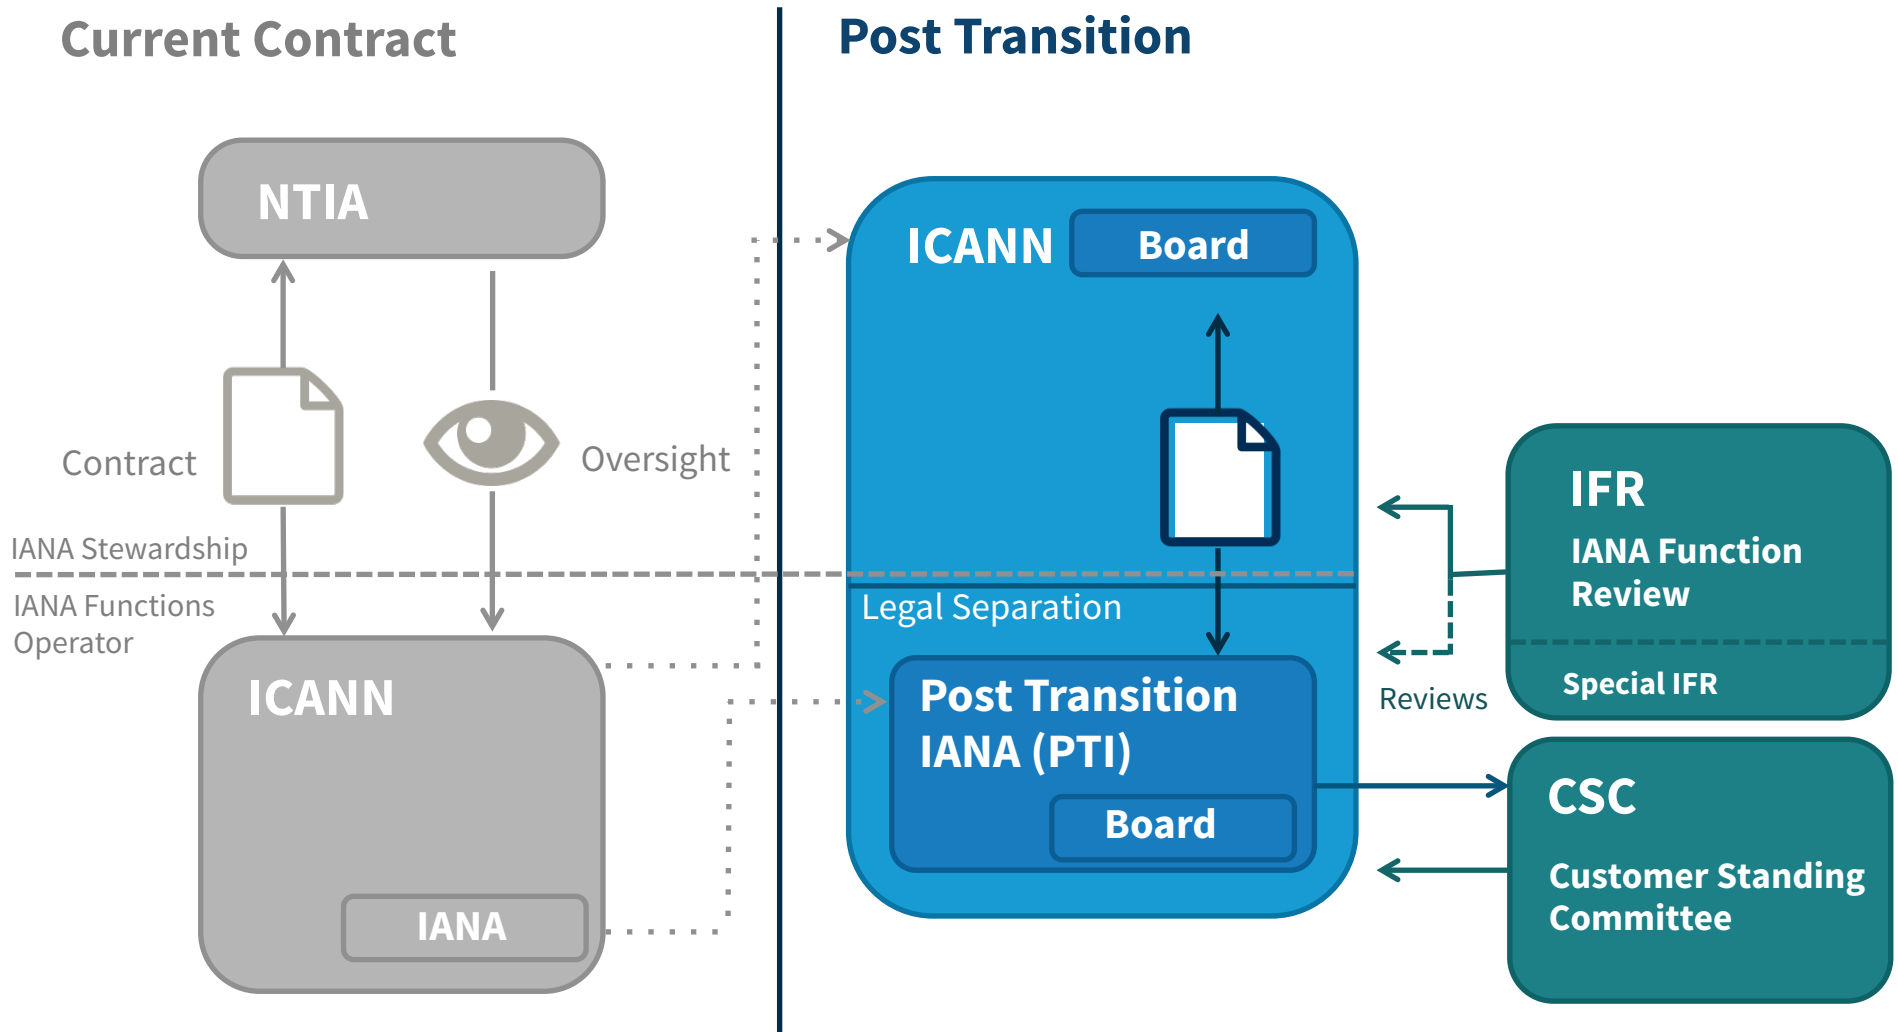 Current Contract
Post Transition
NTIA
Contract
Oversight
IANA Stewardship
IANA Functions
Operator
ICANN
IANA
ICANN
Board
Legal Separation
Post Transition
IANA (PTI)
Board
IFR
IANA Function
Review
Special IFR
Reviews
CSC
Customer Standing
Committee